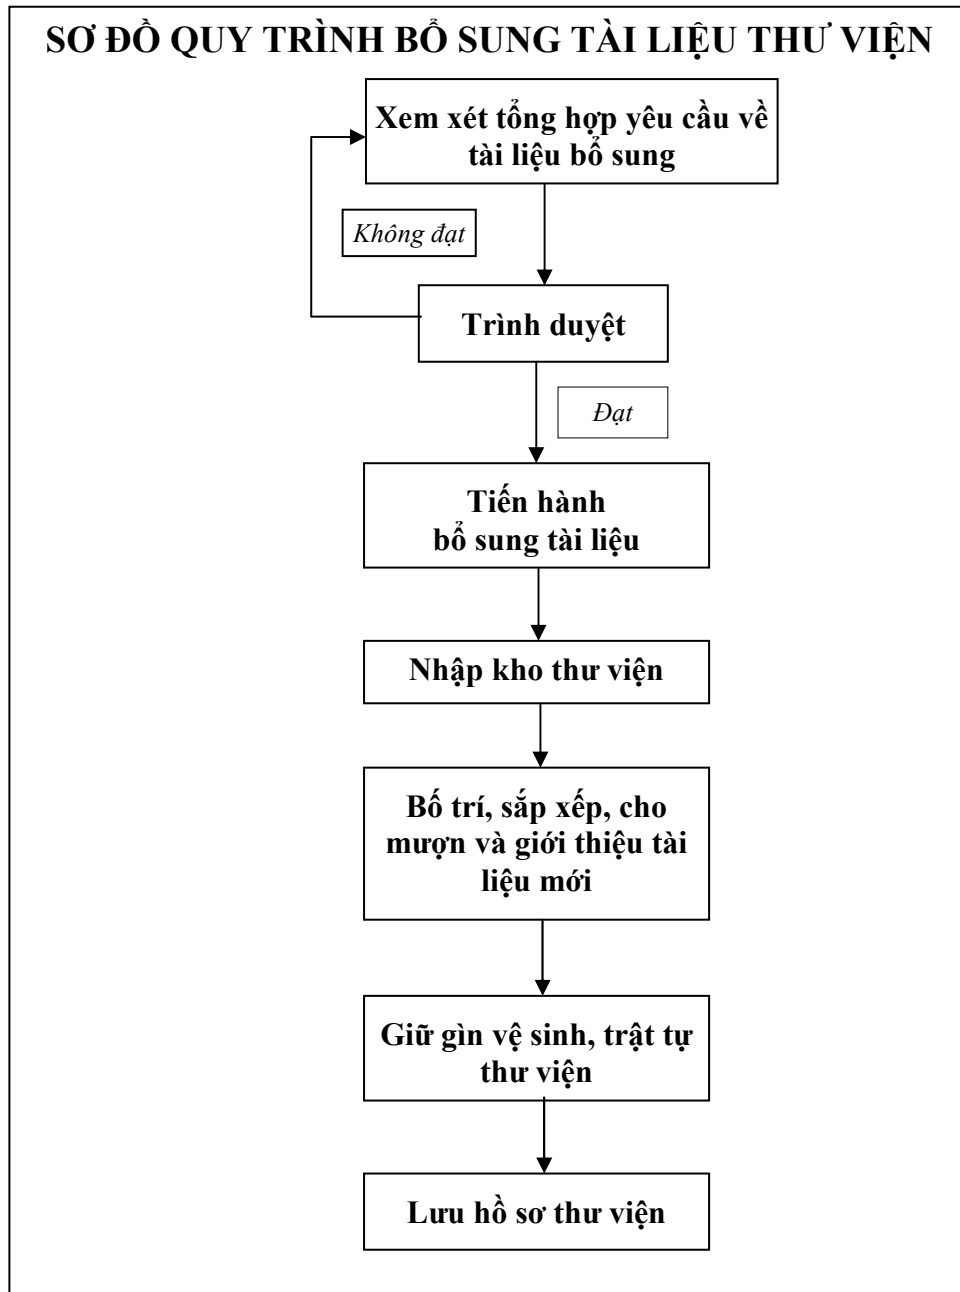 SƠ ĐỒ QUY TRÌNH BỔ SUNG TÀI LIỆU THƯ VIỆN
Xem xét tổng hợp yêu cầu về
tài liệu bổ sung
Không đạt
Trình duyệt
Đạt
Tiến hành
bổ sung tài liệu
Nhập kho thư viện
Bố trí, sắp xếp, cho
mượn và giới thiệu tài
liệu mới
Giữ gìn vệ sinh, trật tự
thư viện
Lưu hồ sơ thư viện